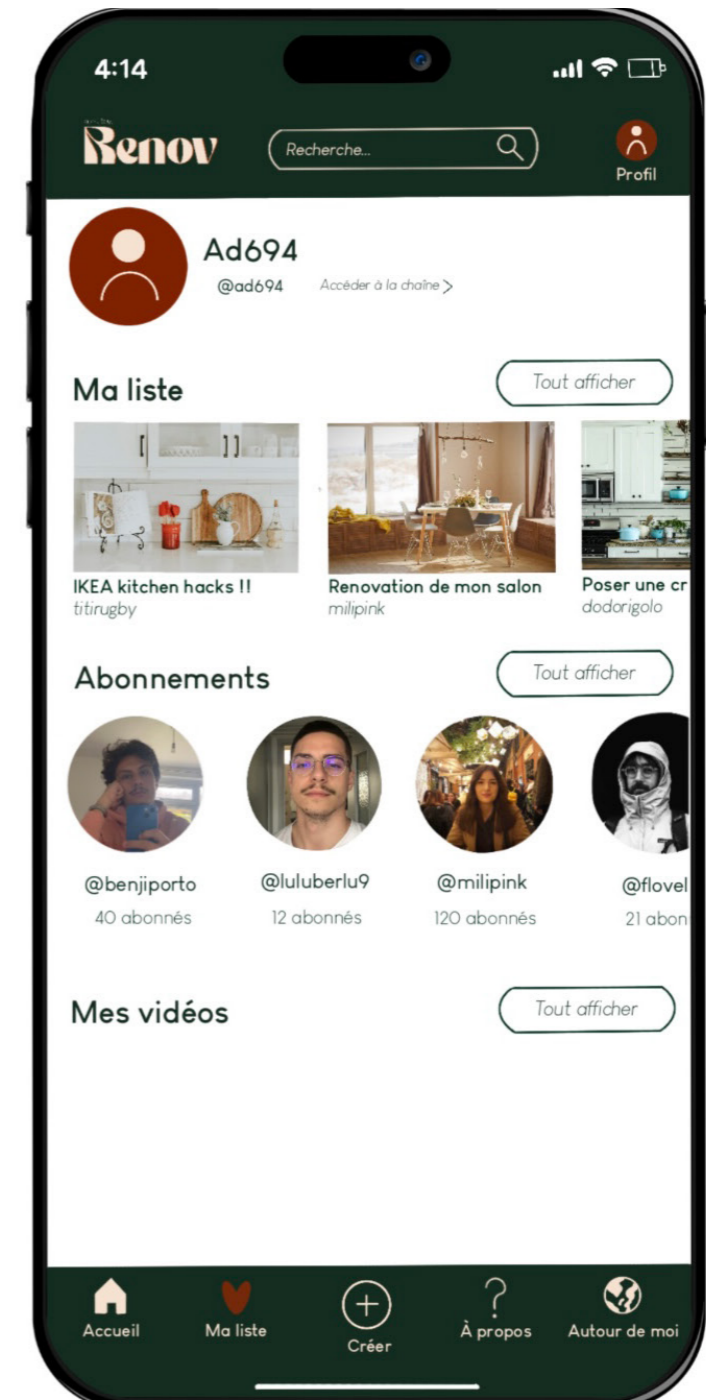 4:14
Renov
Recherche...
Profil
Ad694
@ad694
Accéder à la chaîne >
Ma liste
Tout afficher
IKEA kitchen hacks !!
titirugby
Renovation de mon salon
milipink
Poser une cr
dodorigolo
Abonnements
Tout afficher
@benjiporto
40 abonnés
@luluberlu9
12 abonnés
@milipink
120 abonnés
@flovel
21 abon
Mes vidéos
Tout afficher
Accueil
Ma liste
Créer
À propos
Autour de moi